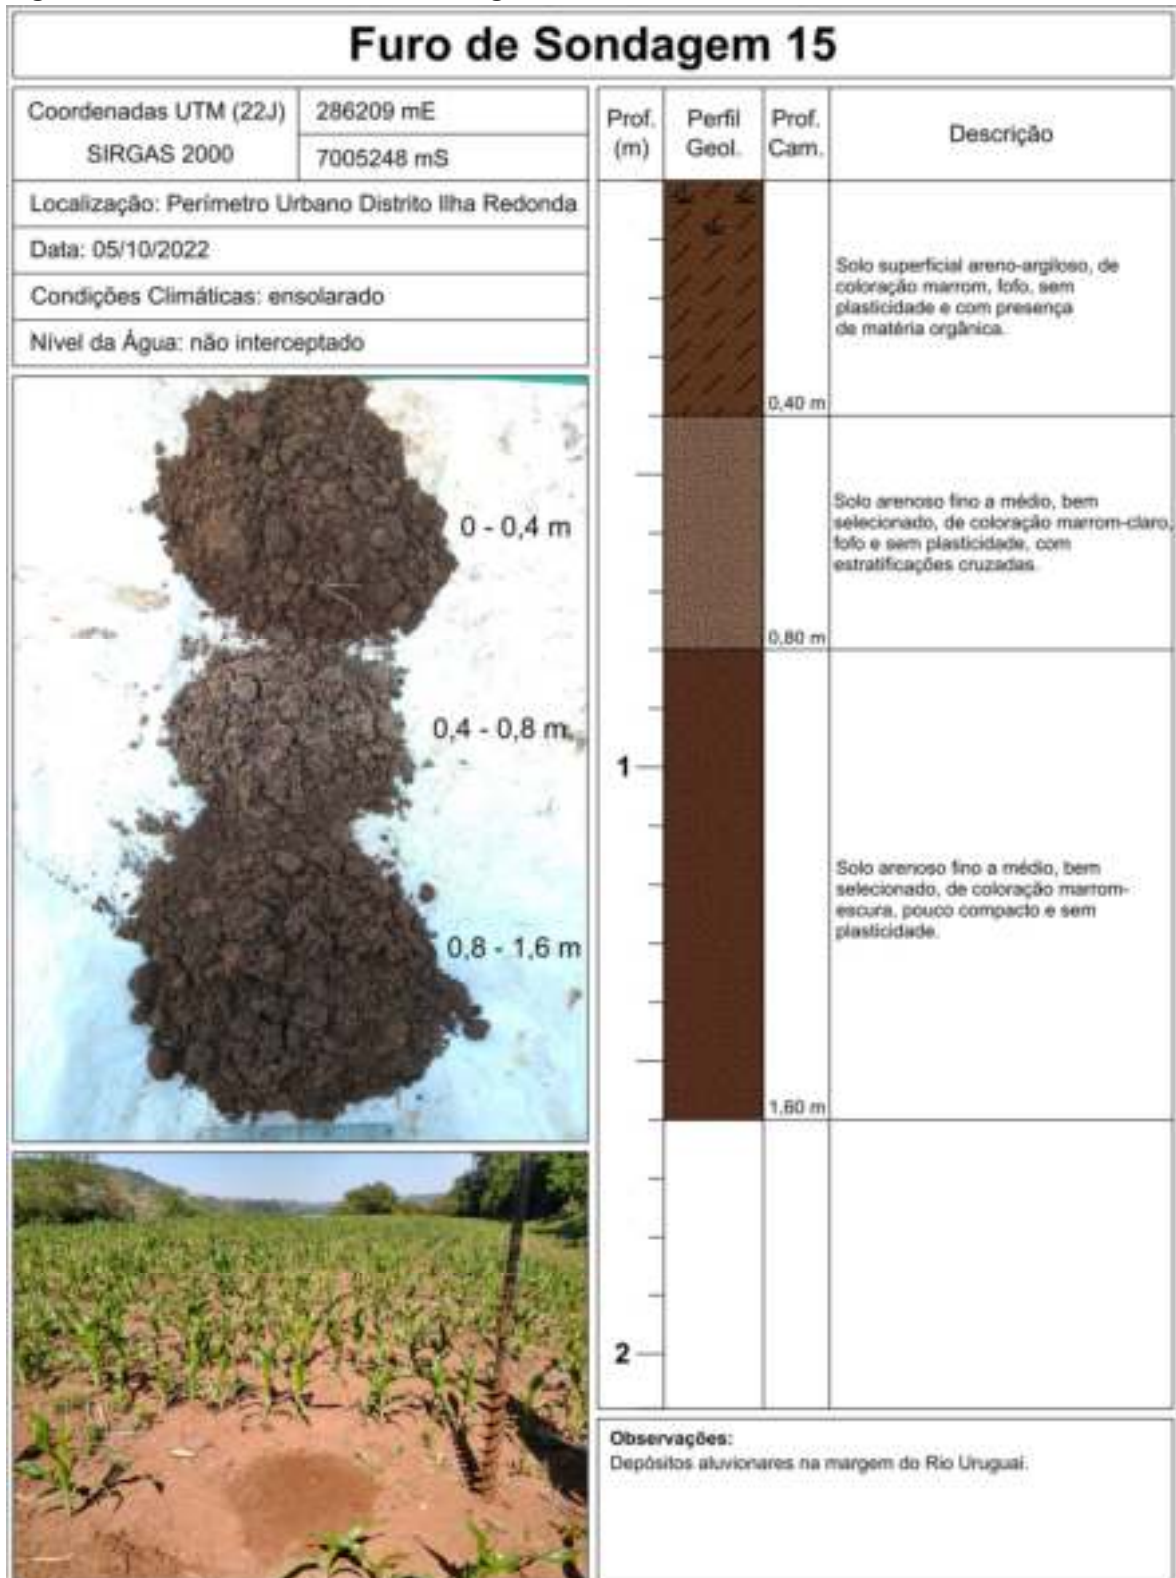 Furo de Sondagem 15
Coordenadas UTM (22J)
SIRGAS 2000
286209 mE
7005248 mS
Localização: Perímetro Urbano Distrito Ilha Redonda
Data: 05/10/2022
Condições Climáticas: ensolarado
Nível da Água: não interceptado
0 - 0,4 m
0,4 - 0,8 m
0,8 - 1,6 m
Prof.
(m)
Perfil
Geol.
Prof.
Cam.
Descrição
Solo superficial areno-argiloso, de
coloração marrom, fofo, sem
plasticidade e com presença
de matéria orgânica.
0,40 m
Solo arenoso fino a médio, bem
selecionado, de coloração marrom-claro,
fofo e sem plasticidade, com
estratificações cruzadas.
0,80 m
1
Solo arenoso fino a médio, bem
selecionado, de coloração marrom-
escura, pouco compacto e sem
plasticidade.
1,60 m
2
Observações:
Depósitos aluvionares na margem do Rio Uruguai.